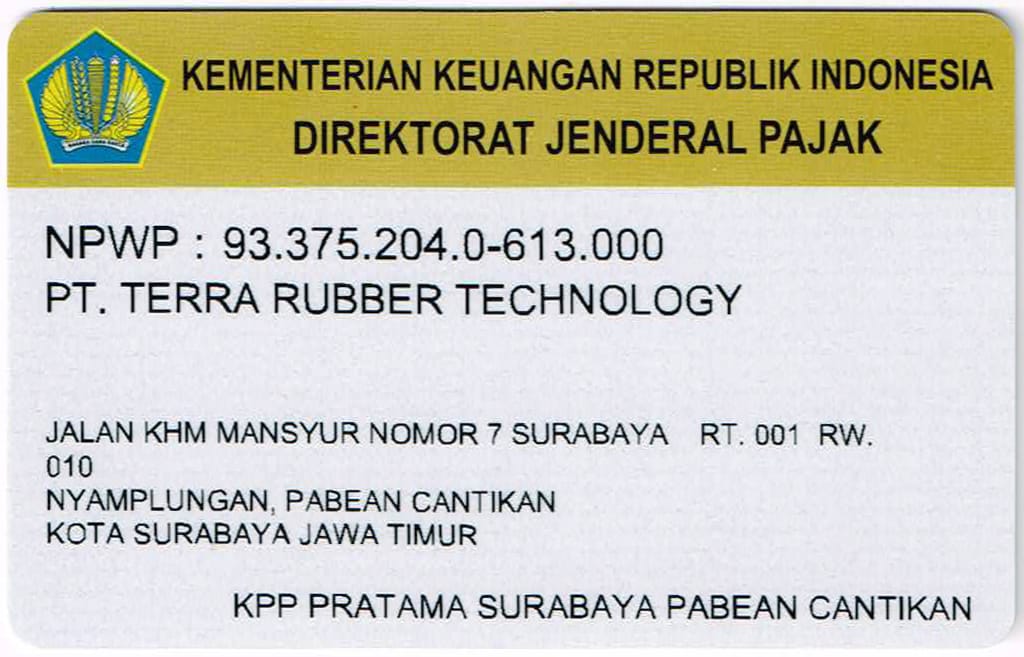 KEMENTERIAN KEUANGAN REPUBLIK INDONESIA
DIREKTORAT JENDERAL PAJAK
NPWP : 93.375.204.0-613.000
PT. TERRA RUBBER TECHNOLOGY
JALAN KHM MANSYUR NOMOR 7 SURABAYA RT. 001 RW.
010
NYAMPLUNGAN, PABEAN CANTIKAN
KOTA SURABAYA JAWA TIMUR
KPP PRATAMA SURABAYA PABEAN CANTIKAN